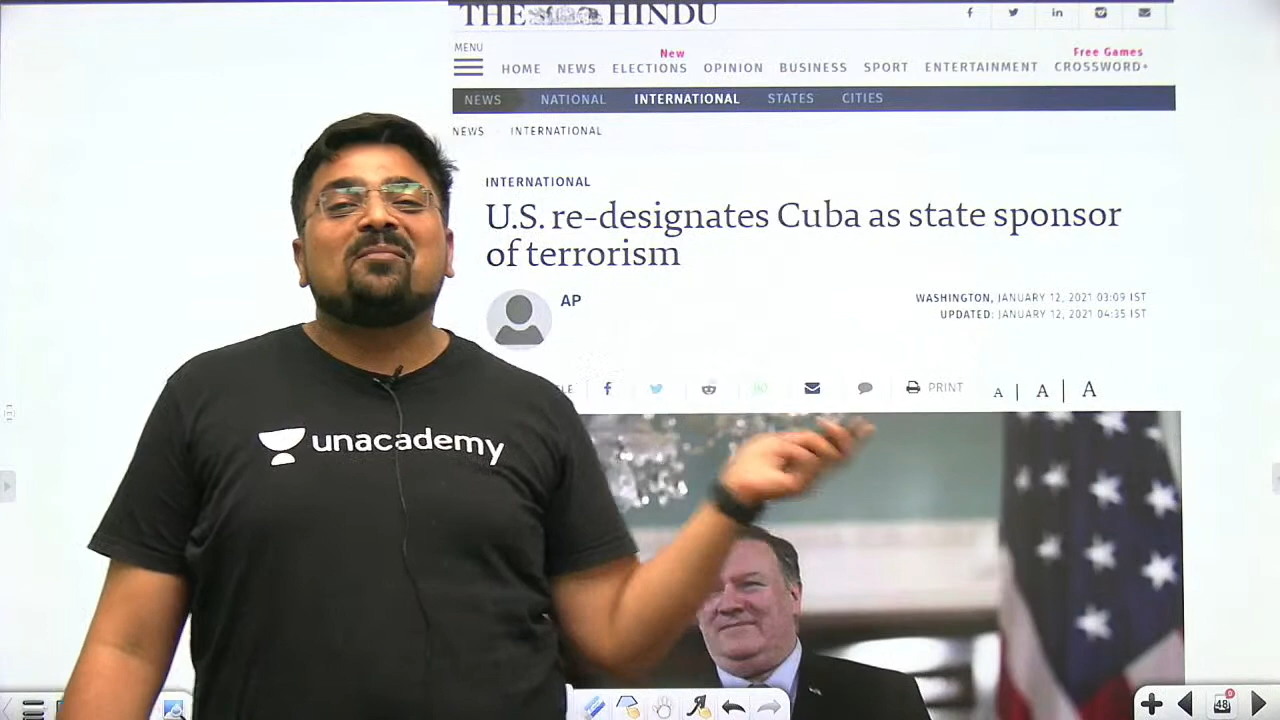 THE HINDU
MENU
New
Free Games
HOME NEWS ELECTIONS OPINION BUSINESS SPORT ENTERTAINMENT CROSSWORD+
NEWS NATIONAL INTERNATIONAL STATES CITIES
NEWS INTERNATIONAL
INTERNATIONAL
U.S. re-designates Cuba as state sponsor
of terrorism
AP
WASHINGTON, JANUARY 12, 2021 03:09 IST
UPDATED: JANUARY 12, 2021 04:35 IST
PRINT A | A | A
unacademy
48